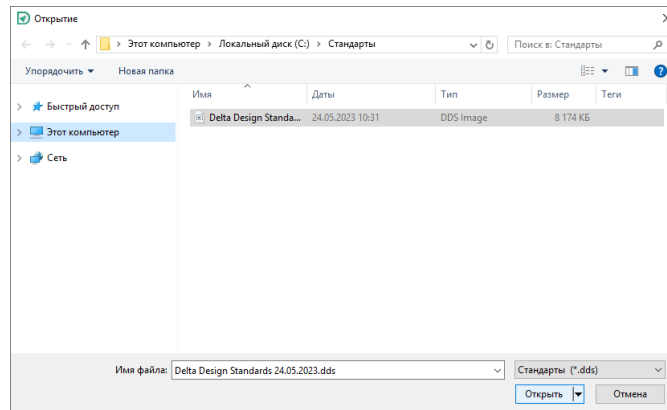 Открытие
Этот компьютер › Локальный диск (C:) › Стандарты
Поиск в: Стандарты
Упорядочить
Новая папка
Имя Даты Тип Размер Теги
Delta Design Standa... 24.05.2023 10:31 DDS Image 8 174 КБ
Быстрый доступ
Этот компьютер
Сеть
Имя файла: Delta Design Standards 24.05.2023.dds Стандарты (*.dds)
Открыть Отмена